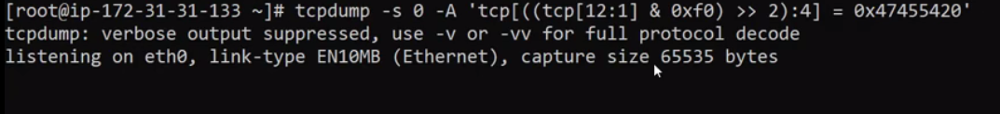 [root@ip-172-31-31-133 ~]# tcpdump -s 0 -A 'tcp[((tcp[12:1] & 0xf0) >> 2):4] = 0x47455420'
tcpdump: verbose output suppressed, use -v or -vv for full protocol decode
listening on eth0, link-type EN10MB (Ethernet), capture size 65535 bytes